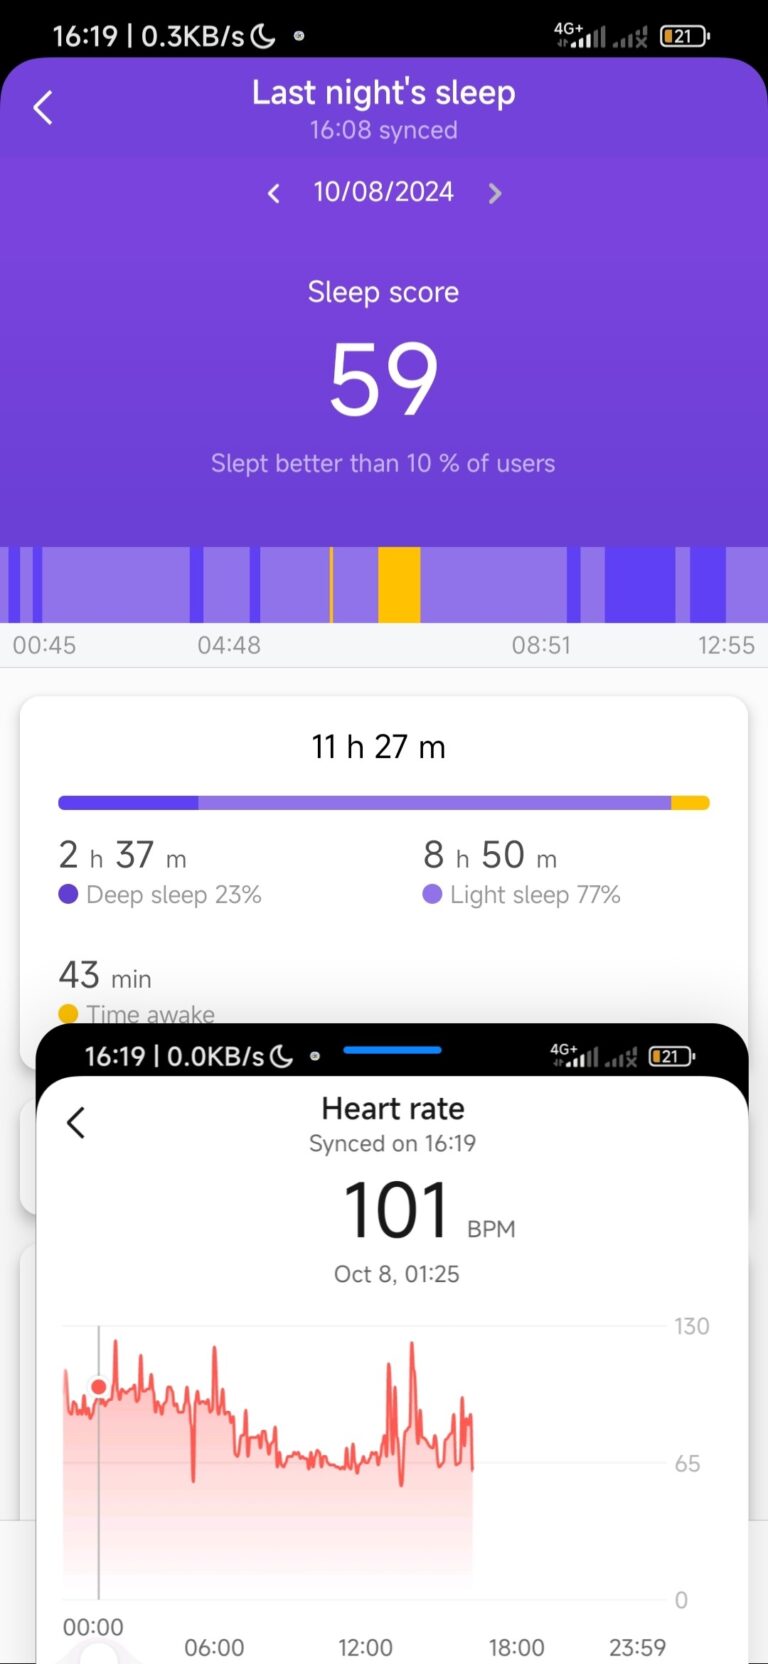 16:19 | 0.3KB/s 4G+ 21
Last night's sleep
16:08 synced
10/08/2024
Sleep score
59
Slept better than 10 % of users
00:45 04:48 08:51 12:55
11 h 27 m
2 h 37 m 8 h 50 m
Deep sleep 23% Light sleep 77%
43 min
Time awake
16:19 | 0.0KB/s 4G+ 21
Heart rate
Synced on 16:19
101 BPM
Oct 8, 01:25
130
65
0
00:00 06:00 12:00 18:00 23:59